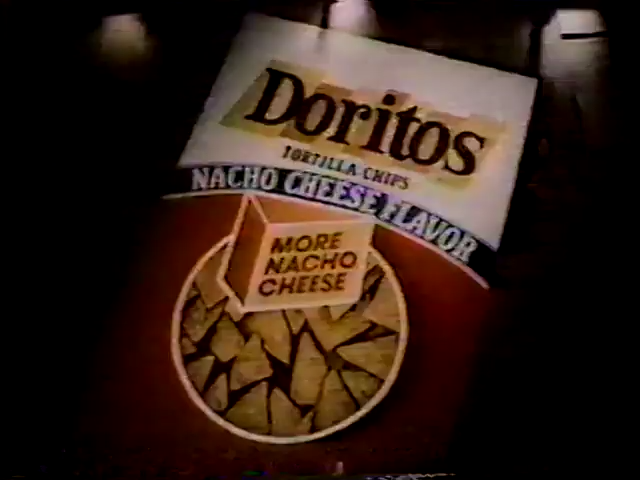 Doritos
TORTILLA CHIPS
NACHO CHEESE FLAVOR
MORE
NACHO
CHEESE